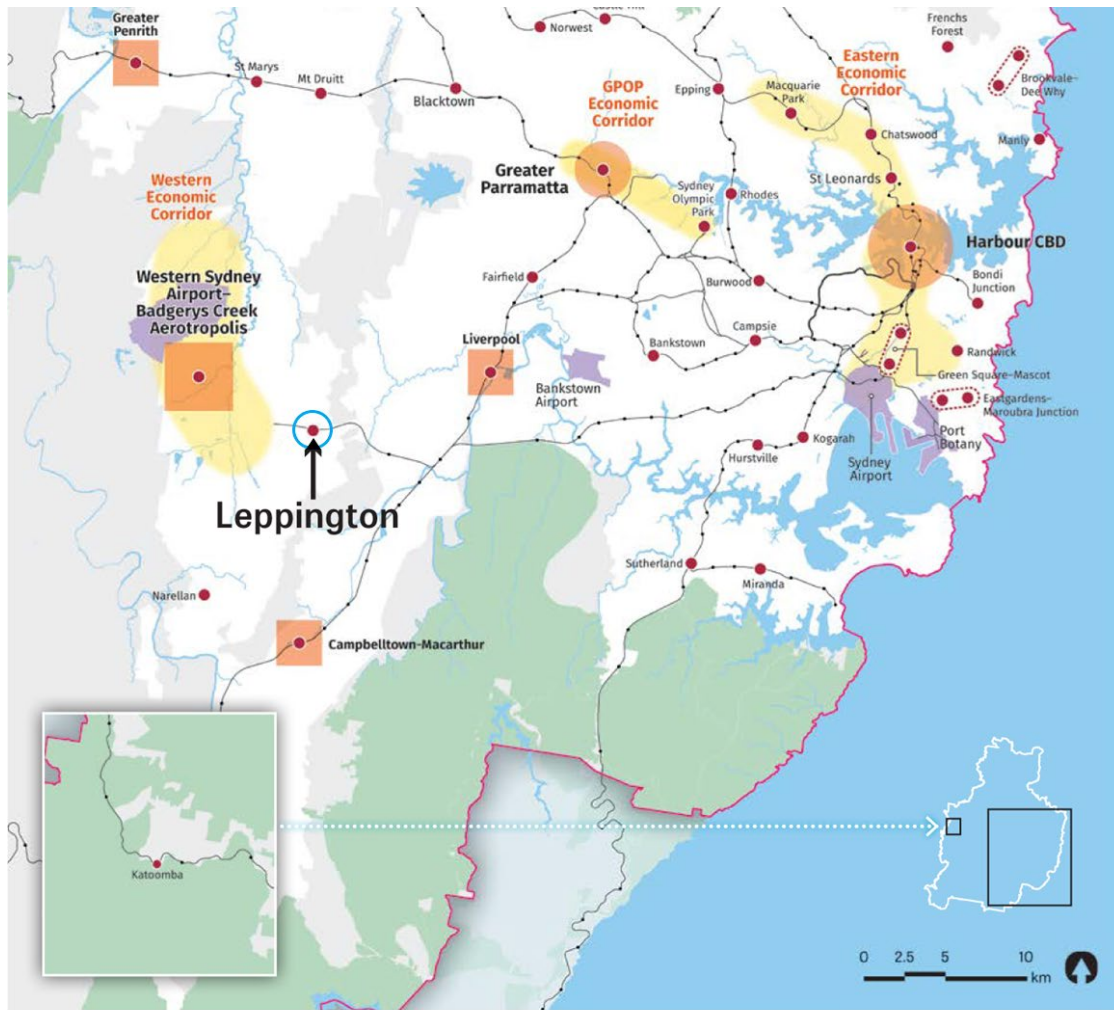 Greater
Penrith
St Marys
Mt Druitt
Blacktown
Norwest
Castle Hill
Epping
Macquarie
Park
Eastern
Economic
Corridor
Frenchs
Forest
Brookvale–
Dee Why
Manly
Chatswood
St Leonards
GPOP
Economic
Corridor
Greater
Parramatta
Sydney
Olympic
Park
Rhodes
Harbour CBD
Bondi
Junction
Western
Economic
Corridor
Western Sydney
Airport–
Badgerys Creek
Aerotropolis
Fairfield
Burwood
Liverpool
Bankstown
Airport
Bankstown
Campsie
Randwick
Green Square–Mascot
Eastgardens–
Maroubra Junction
Port
Botany
Sydney
Airport
Kogarah
Hurstville
Leppington
Sutherland
Miranda
Narellan
Campbelltown-Macarthur
Katoomba
0 2.5 5 10
km